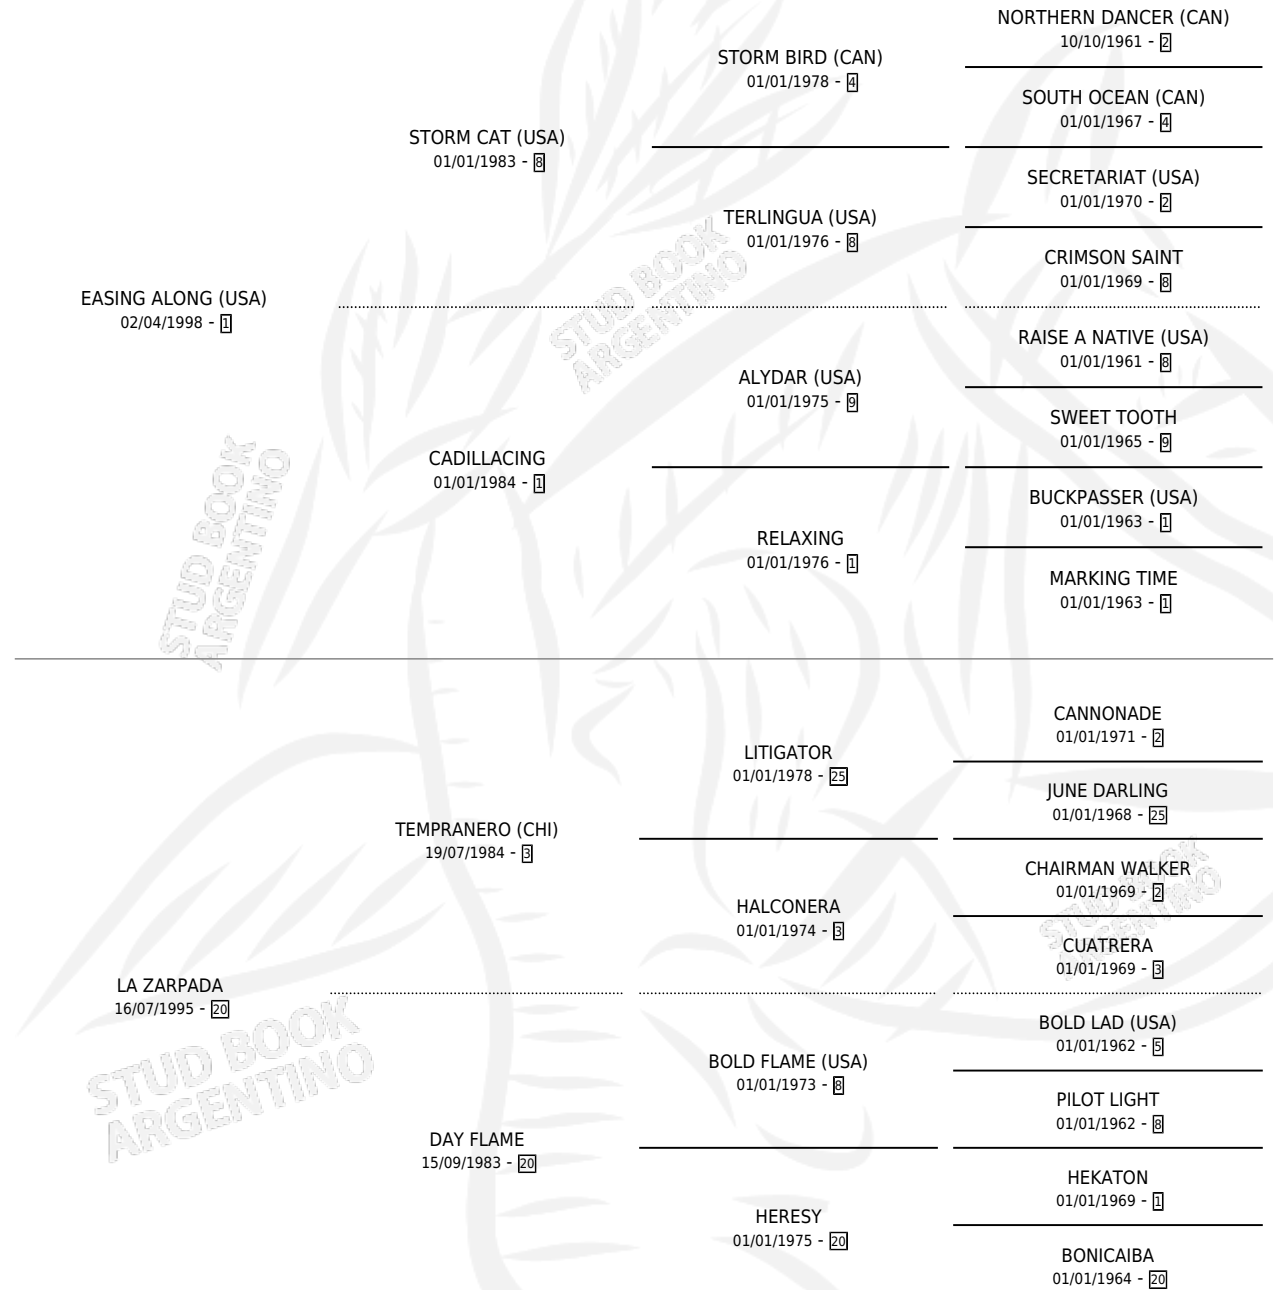 NORTHERN DANCER (CAN)
10/10/1961 - 2
STORM BIRD (CAN)
01/01/1978 - 4
SOUTH OCEAN (CAN)
01/01/1967 - 4
STORM CAT (USA)
01/01/1983 - 8
SECRETARIAT (USA)
01/01/1970 - 2
TERLINGUA (USA)
01/01/1976 - 8
CRIMSON SAINT
01/01/1969 - 8
EASING ALONG (USA)
02/04/1998 - 1
STUD BOOK
ARGENTINO
RAISE A NATIVE (USA)
01/01/1961 - 8
ALYDAR (USA)
01/01/1975 - 9
SWEET TOOTH
01/01/1965 - 9
CADILLACING
01/01/1984 - 1
BUCKPASSER (USA)
01/01/1963 - 1
RELAXING
01/01/1976 - 1
MARKING TIME
01/01/1963 - 1
STUD BOOK
ARGENTINO
CANNONADE
01/01/1971 - 2
LITIGATOR
01/01/1978 - 25
JUNE DARLING
01/01/1968 - 25
TEMPRANERO (CHI)
19/07/1984 - 3
CHAIRMAN WALKER
01/01/1969 - 2
HALCONERA
01/01/1974 - 3
CUATRERA
01/01/1969 - 3
STUD BOOK
ARGENTINO
LA ZARPADA
16/07/1995 - 20
BOLD LAD (USA)
01/01/1962 - 5
BOLD FLAME (USA)
01/01/1973 - 8
PILOT LIGHT
01/01/1962 - 8
STUD BOOK
ARGENTINO
DAY FLAME
15/09/1983 - 20
HEKATON
01/01/1969 - 1
HERESY
01/01/1975 - 20
BONICAIBA
01/01/1964 - 20